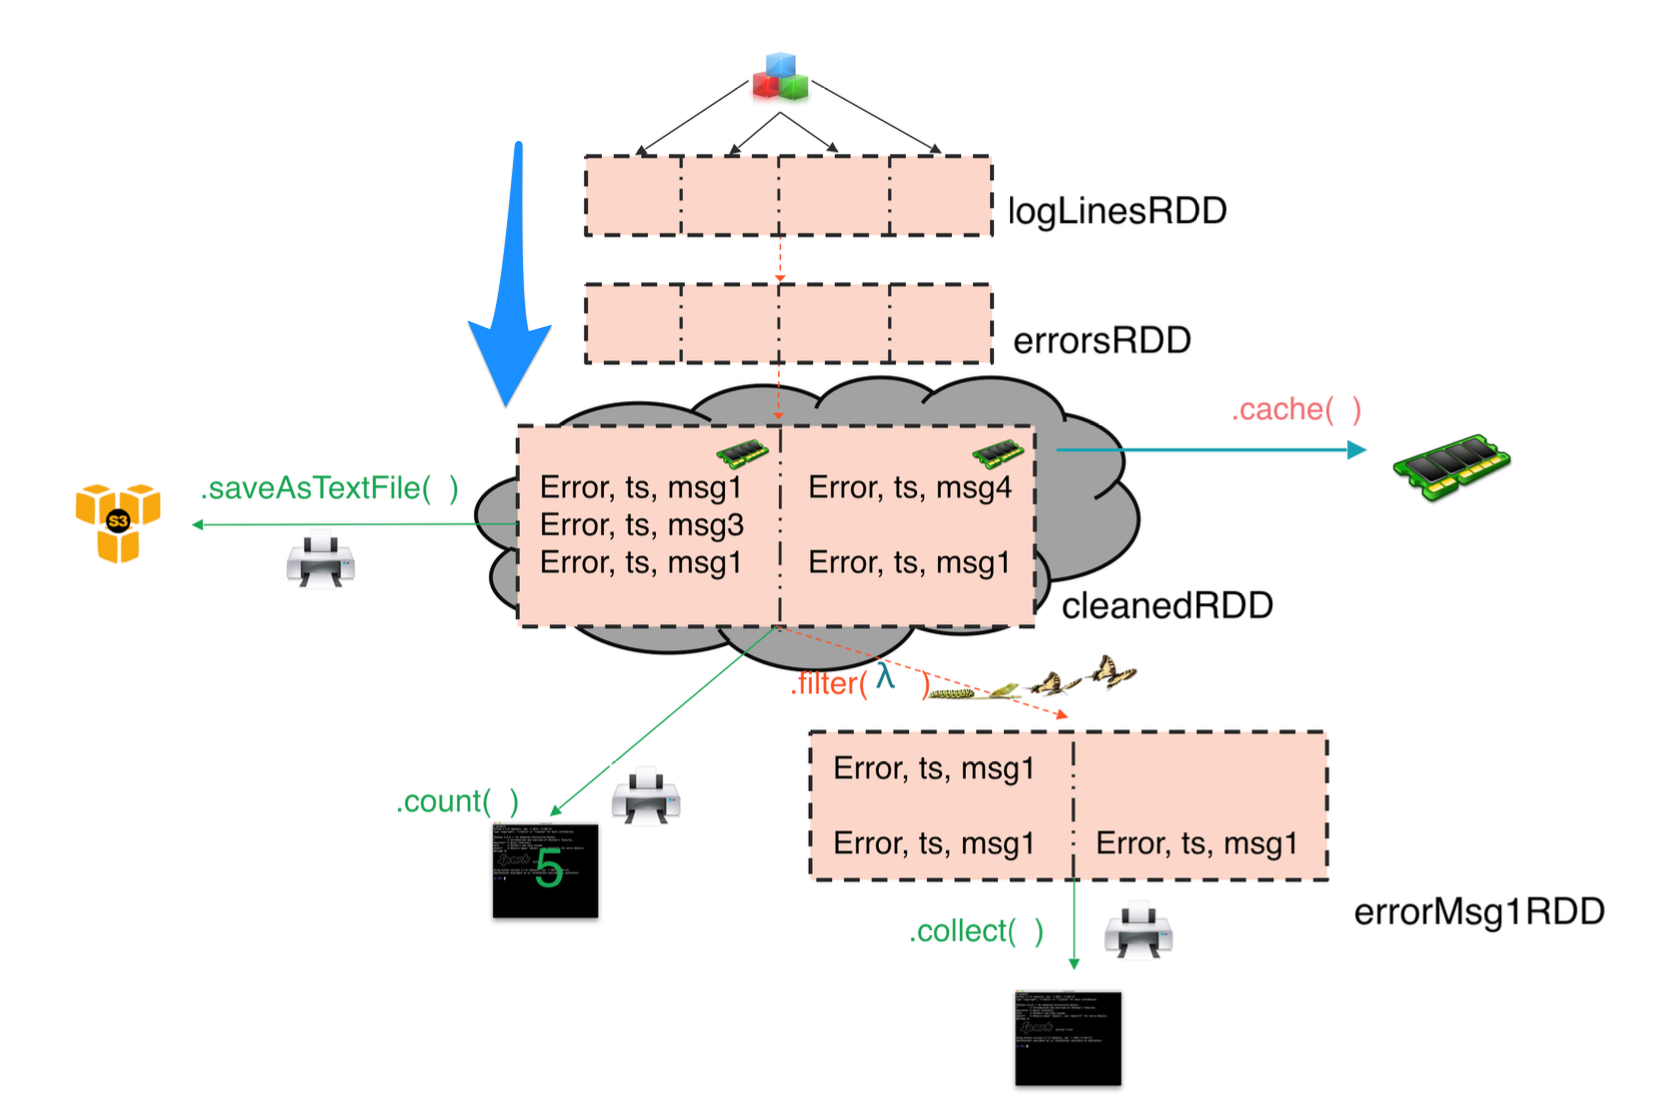 logLinesRDD
errorsRDD
.cache( )
.saveAsTextFile( )
S3
Error, ts, msg1
Error, ts, msg3
Error, ts, msg1
Error, ts, msg4
Error, ts, msg1
cleanedRDD
.filter( λ )
.count( )
5
Error, ts, msg1
Error, ts, msg1
Error, ts, msg1
errorMsg1RDD
.collect( )
Spark